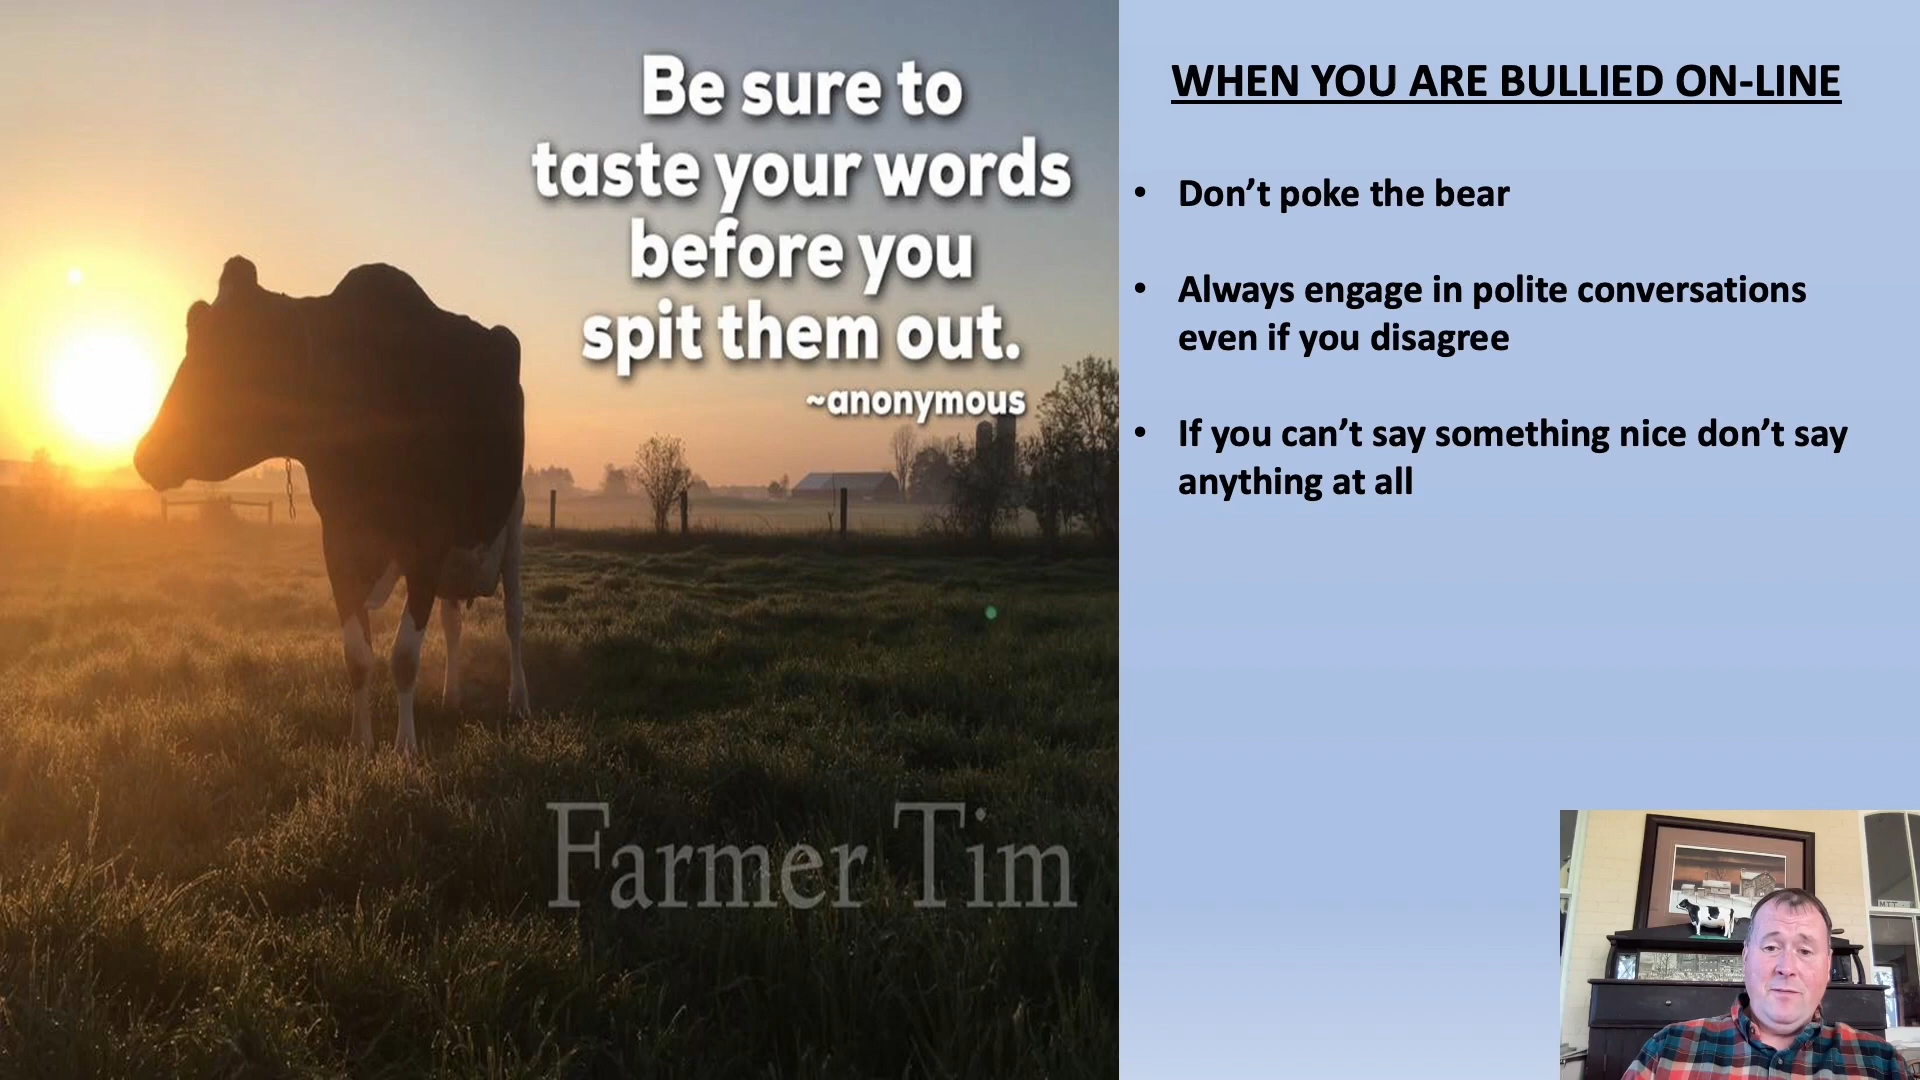 Be sure to
taste your words
before you
spit them out.
~anonymous
Farmer Tim
WHEN YOU ARE BULLIED ON-LINE
• Don’t poke the bear
• Always engage in polite conversations
even if you disagree
• If you can’t say something nice don’t say
anything at all
MTT